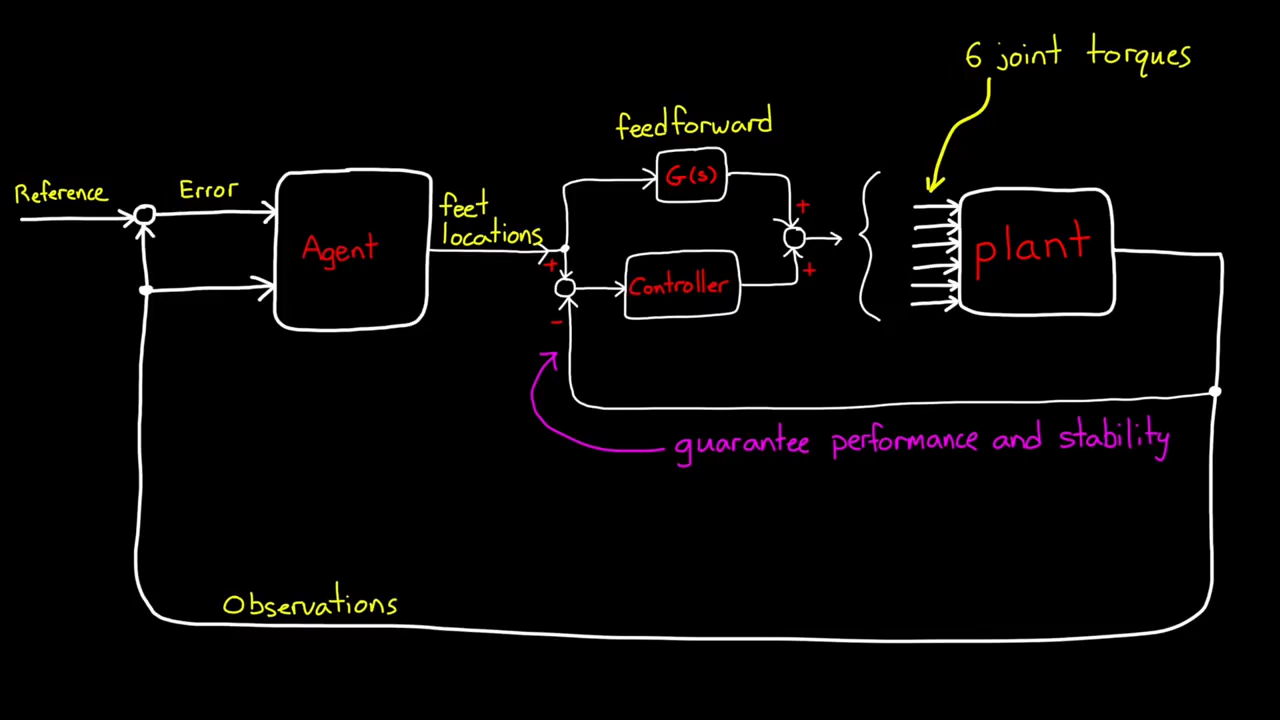 6 joint torques
feedforward
Reference
Error
G(s)
feet
locations
+
Agent
plant
+
+
Controller
-
guarantee performance and stability
Observations